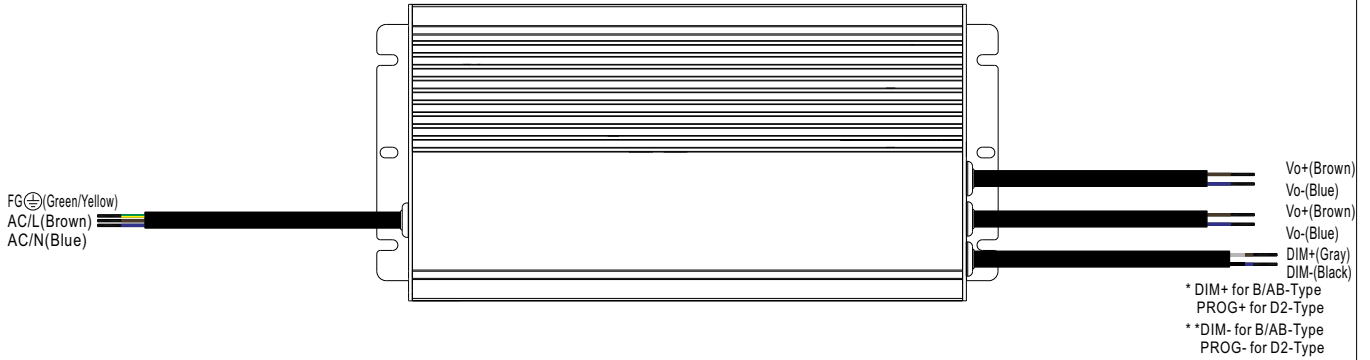 FG⏚(Green/Yellow)
AC/L(Brown)
AC/N(Blue)
Vo+(Brown)
Vo-(Blue)
Vo+(Brown)
Vo-(Blue)
DIM+(Gray)
DIM-(Black)
* DIM+ for B/AB-Type
PROG+ for D2-Type
* *DIM- for B/AB-Type
PROG- for D2-Type